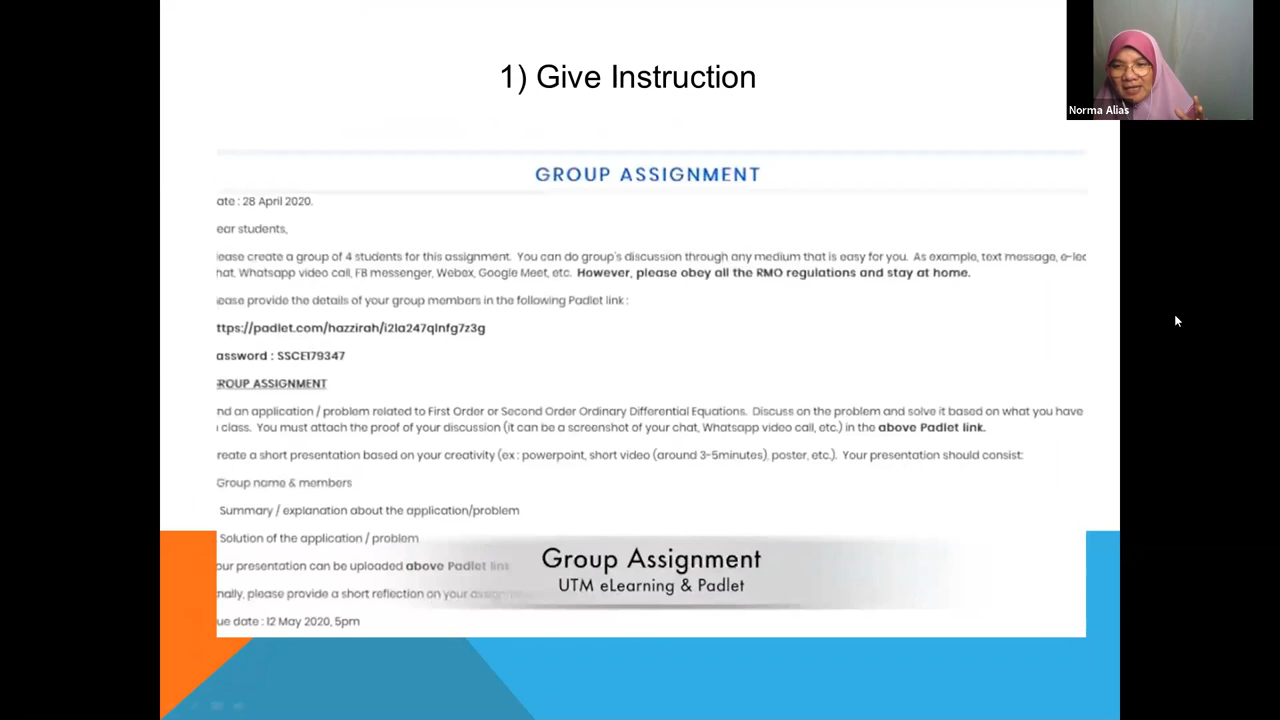 1) Give Instruction
Norma Alias
GROUP ASSIGNMENT
ate : 28 April 2020.
ear students,
ease create a group of 4 students for this assignment. You can do group's discussion through any medium that is easy for you. As example, text message, e-lec
hat, Whatsapp video call, FB messenger, Webex, Google Meet, etc. However, please obey all the RMO regulations and stay at home.
ease provide the details of your group members in the following Padlet link :
ttps://padlet.com/hazzirah/i2la247qlnfg7z3g
assword : SSCE179347
ROUP ASSIGNMENT
nd an application / problem related to First Order or Second Order Ordinary Differential Equations. Discuss on the problem and solve it based on what you have
class. You must attach the proof of your discussion (it can be a screenshot of your chat, Whatsapp video call, etc.) in the above Padlet link.
reate a short presentation based on your creativity (ex : powerpoint, short video (around 3-5minutes), poster, etc.). Your presentation should consist:
Group name & members
Summary / explanation about the application/problem
Solution of the application / problem
our presentation can be uploaded above Padlet link
nally, please provide a short reflection on your
ue date : 12 May 2020, 5pm
Group Assignment
UTM eLearning & Padlet